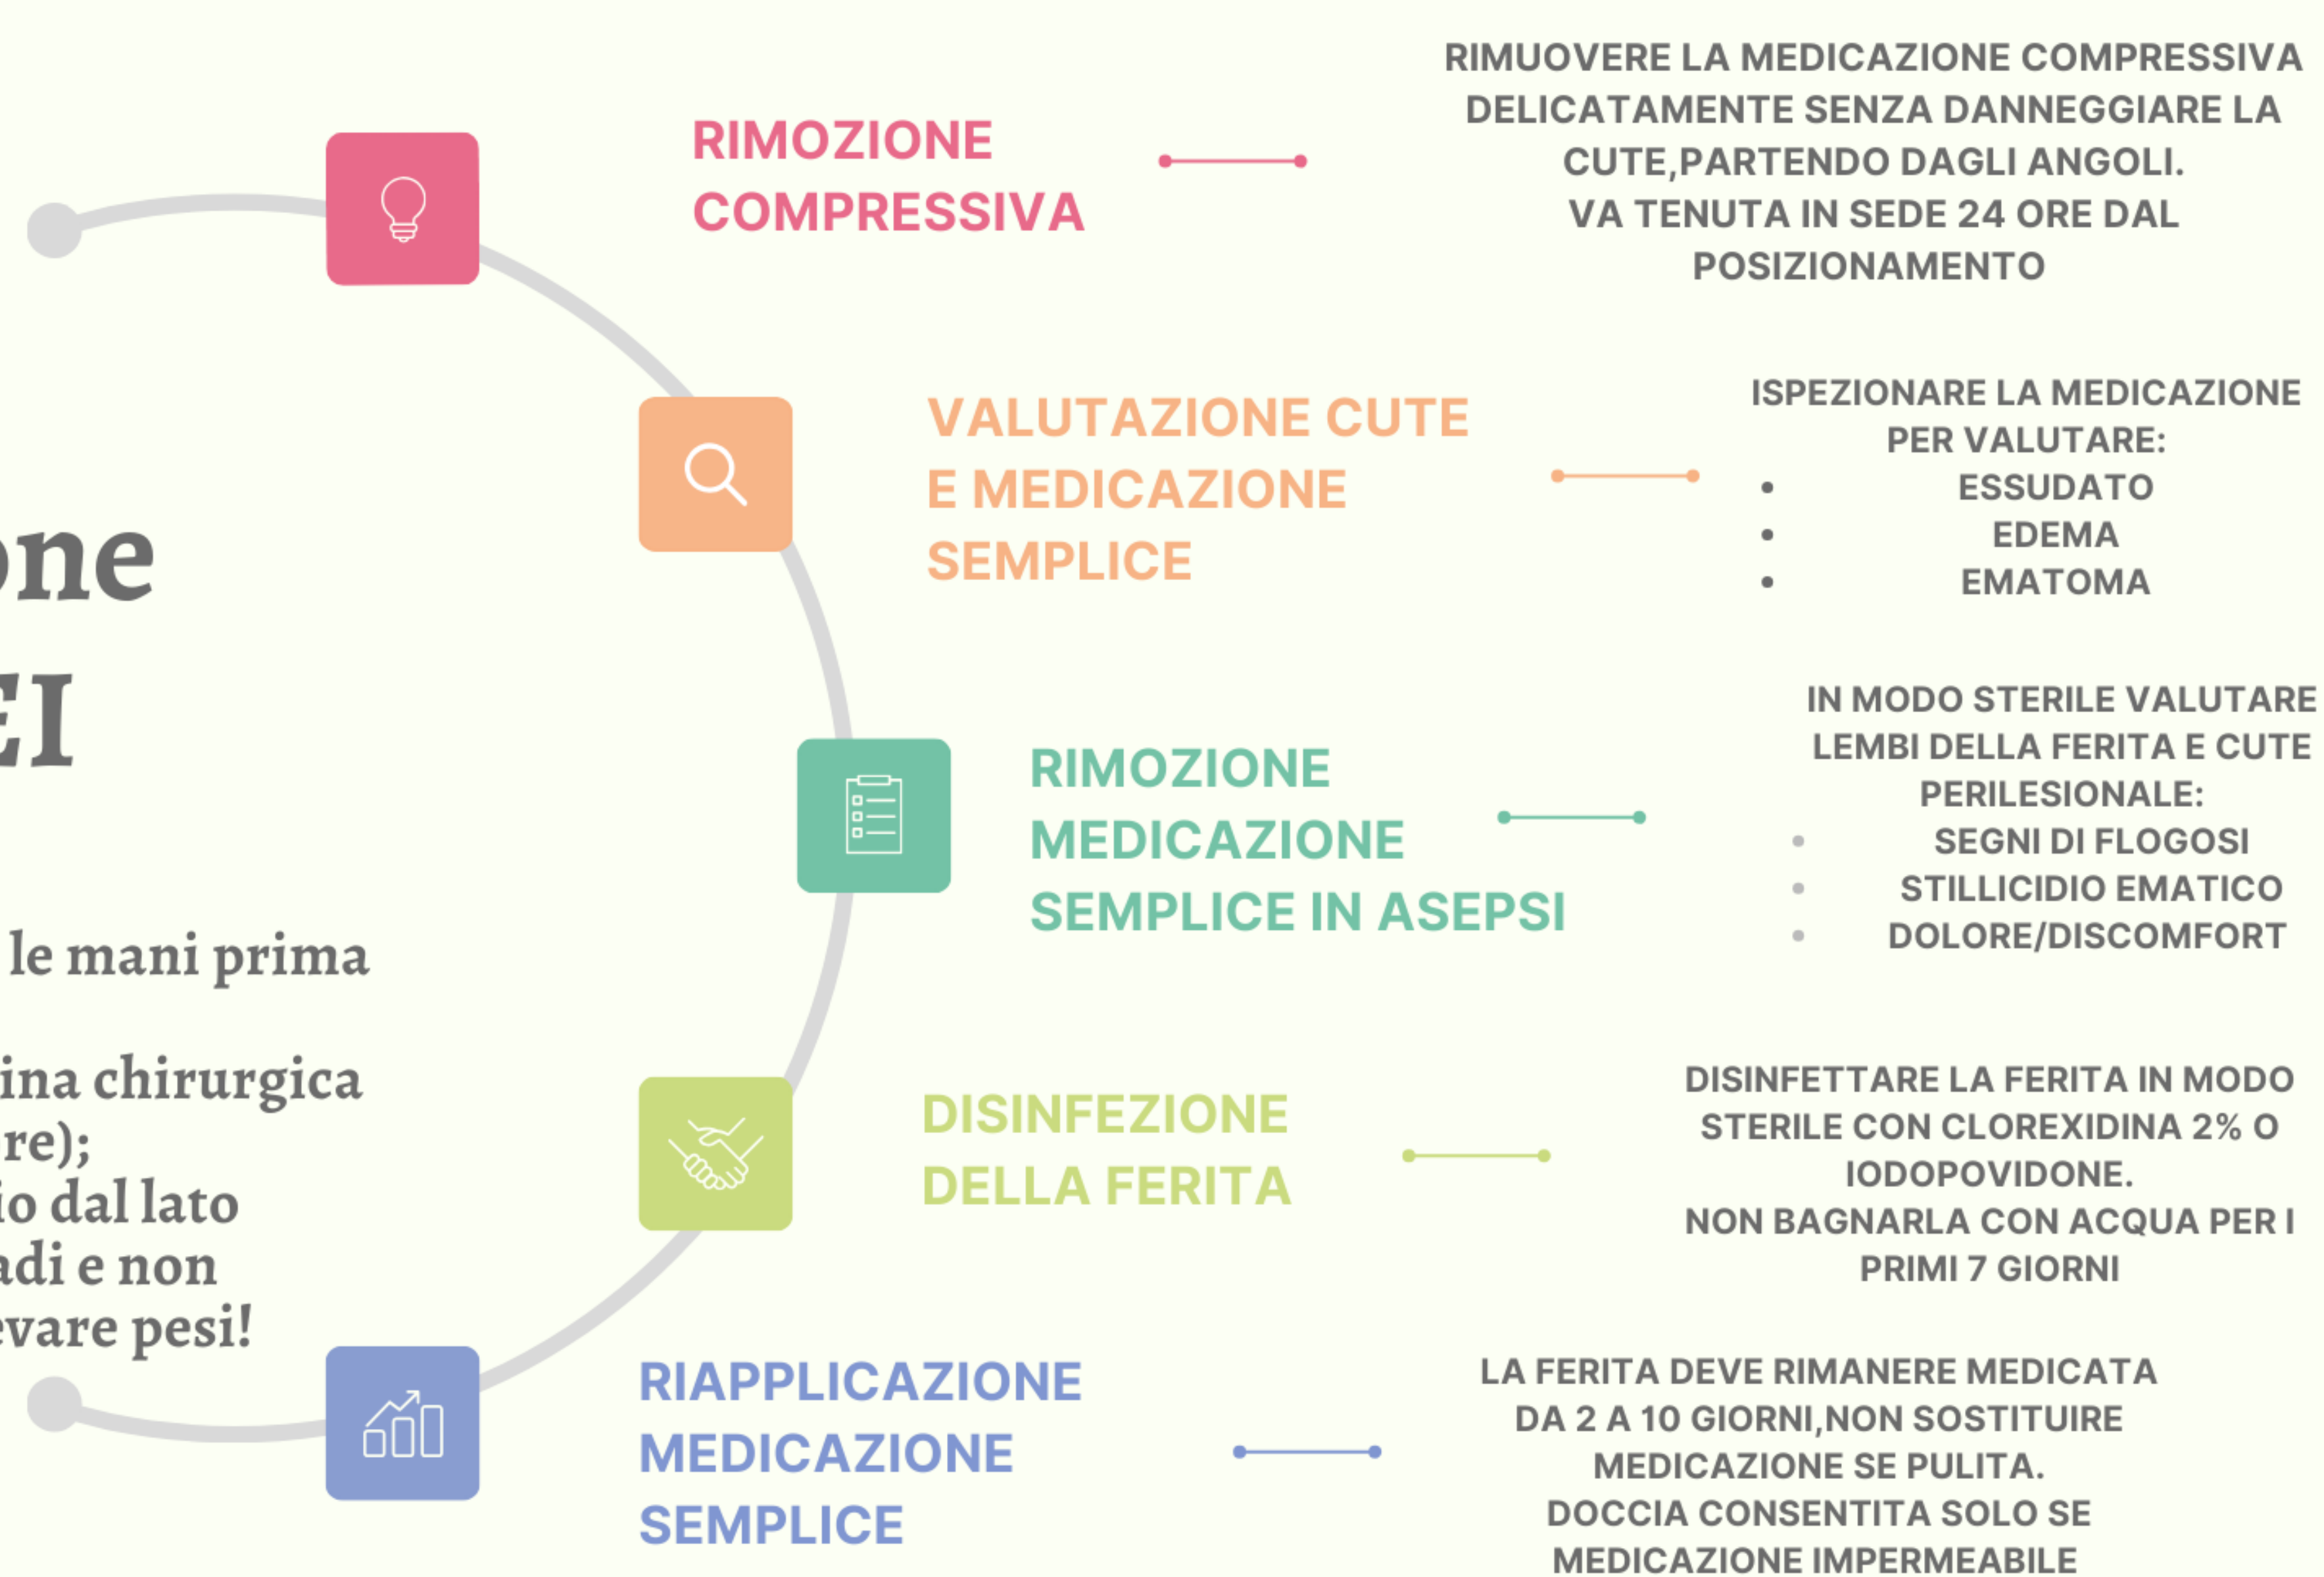 one
EI
le mani prima
ina chirurgica
re);
io dal lato
adi e non
evare pesi!
RIMOZIONE
COMPRESSIVA
RIMUOVERE LA MEDICAZIONE COMPRESSIVA
DELICATAMENTE SENZA DANNEGGIARE LA
CUTE,PARTENDO DAGLI ANGOLI.
VA TENUTA IN SEDE 24 ORE DAL
POSIZIONAMENTO
VALUTAZIONE CUTE
E MEDICAZIONE
SEMPLICE
ISPEZIONARE LA MEDICAZIONE
PER VALUTARE:
• ESSUDATO
• EDEMA
• EMATOMA
RIMOZIONE
MEDICAZIONE
SEMPLICE IN ASEPSI
IN MODO STERILE VALUTARE
LEMBI DELLA FERITA E CUTE
PERILESIONALE:
• SEGNI DI FLOGOSI
• STILLICIDIO EMATICO
• DOLORE/DISCOMFORT
DISINFEZIONE
DELLA FERITA
DISINFETTARE LA FERITA IN MODO
STERILE CON CLOREXIDINA 2% O
IODOPOVIDONE.
NON BAGNARLA CON ACQUA PER I
PRIMI 7 GIORNI
RIAPPLICAZIONE
MEDICAZIONE
SEMPLICE
LA FERITA DEVE RIMANERE MEDICATA
DA 2 A 10 GIORNI,NON SOSTITUIRE
MEDICAZIONE SE PULITA.
DOCCIA CONSENTITA SOLO SE
MEDICAZIONE IMPERMEABILE